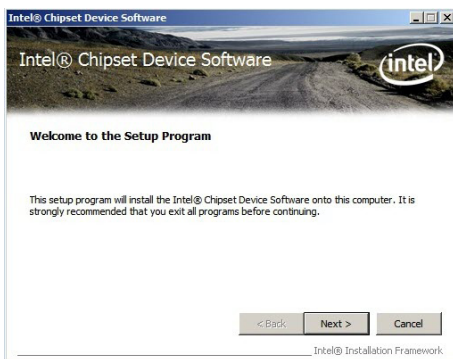 Intel® Chipset Device Software
Intel® Chipset Device Software
intel
Welcome to the Setup Program
This setup program will install the Intel® Chipset Device Software onto this computer. It is
strongly recommended that you exit all programs before continuing.
< Back Next > Cancel
Intel® Installation Framework